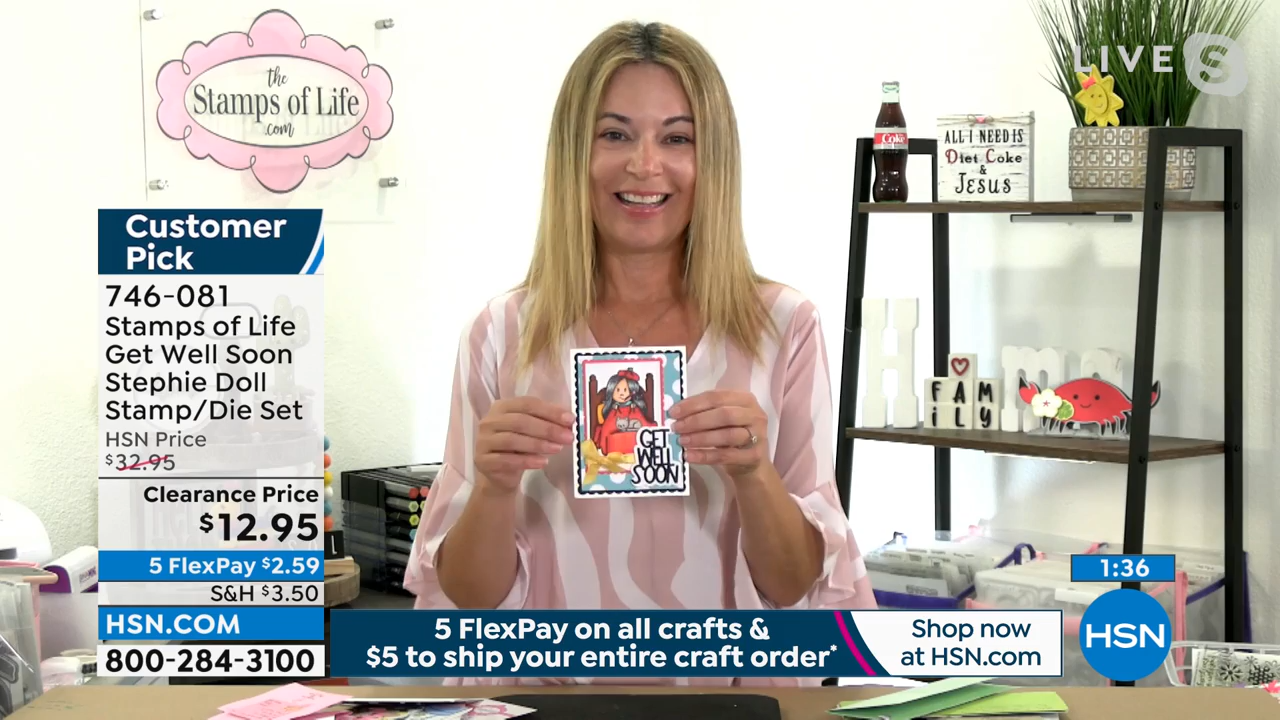 the
Stamps of Life
.com
LIVE S
Coke
ALL I NEED IS
Diet Coke
&
JESUS
Customer
Pick
746-081
Stamps of Life
Get Well Soon
Stephie Doll
Stamp/Die Set
HSN Price
$32.95
Clearance Price
$12.95
5 FlexPay $2.59
S&H $3.50
HSN.COM
800-284-3100
GET
WELL
SOON
H
me
FAM
iLY
1:36
5 FlexPay on all crafts &
$5 to ship your entire craft order*
Shop now
at HSN.com
HSN